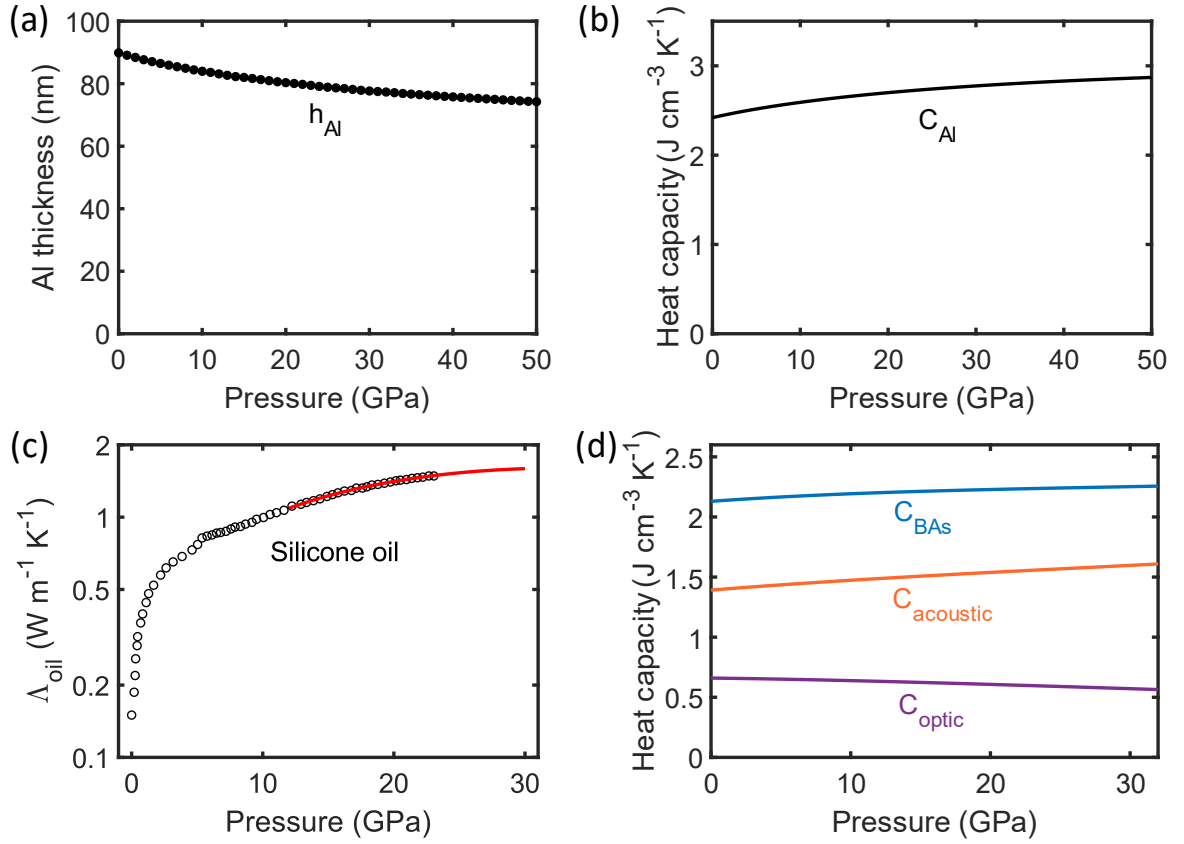 (a)
100
80
60
40
20
0
Al thickness (nm)
h_Al
0 10 20 30 40 50
Pressure (GPa)
(b)
3
2
1
0
Heat capacity (J cm^-3 K^-1)
C_Al
0 10 20 30 40 50
Pressure (GPa)
(c)
2
1
0.5
0.2
0.1
Λ_oil (W m^-1 K^-1)
Silicone oil
0 10 20 30
Pressure (GPa)
(d)
2.5
2
1.5
1
0.5
0
Heat capacity (J cm^-3 K^-1)
C_BAs
C_acoustic
C_optic
0 10 20 30
Pressure (GPa)